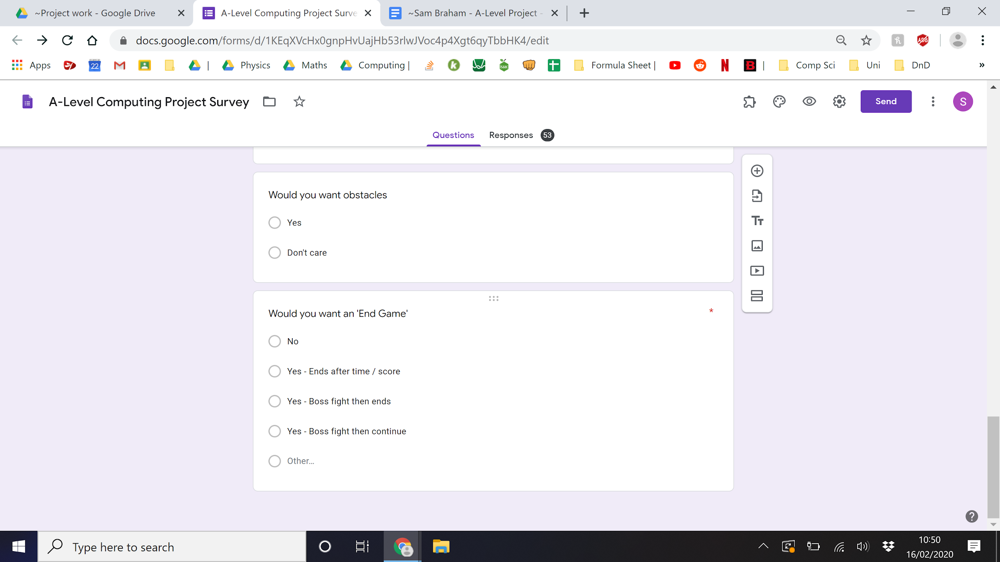 ~Project work - Google Drive
A-Level Computing Project Surve
~Sam Braham - A-Level Project -
docs.google.com/forms/d/1KEqXVcHx0gnpHvUajHb53rlwJVoc4p4Xgt6qyTbbHK4/edit
ABB
Apps
22
|
Physics
Maths
Computing |
k
isaac
Formula Sheet |
N
B
|
Comp Sci
Uni
DnD
»
A-Level Computing Project Survey
Send
S
Questions
Responses
53
Would you want obstacles
Yes
Don't care
Tт
Would you want an 'End Game'
*
No
Yes - Ends after time / score
Yes - Boss fight then ends
Yes - Boss fight then continue
Other...
?
Type here to search
10:50
16/02/2020